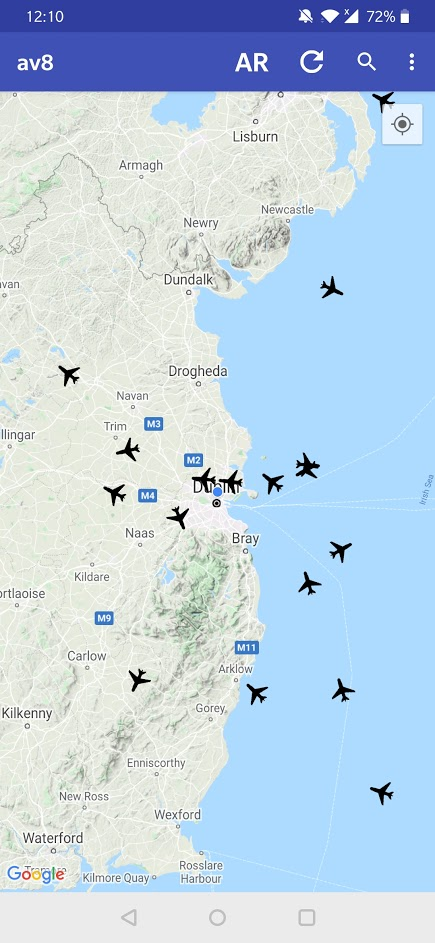 12:10
72%
av8
AR
Lisburn
Armagh
Newcastle
Newry
Dundalk
avan
Drogheda
Navan
M3
Trim
llingar
M2
Dublin
M4
Irish Sea
Naas
Bray
Kildare
ortlaoise
M9
M11
Carlow
Arklow
Kilkenny
Gorey
Enniscorthy
New Ross
Wexford
Waterford
Rosslare
Harbour
Google
Kilmore Quay